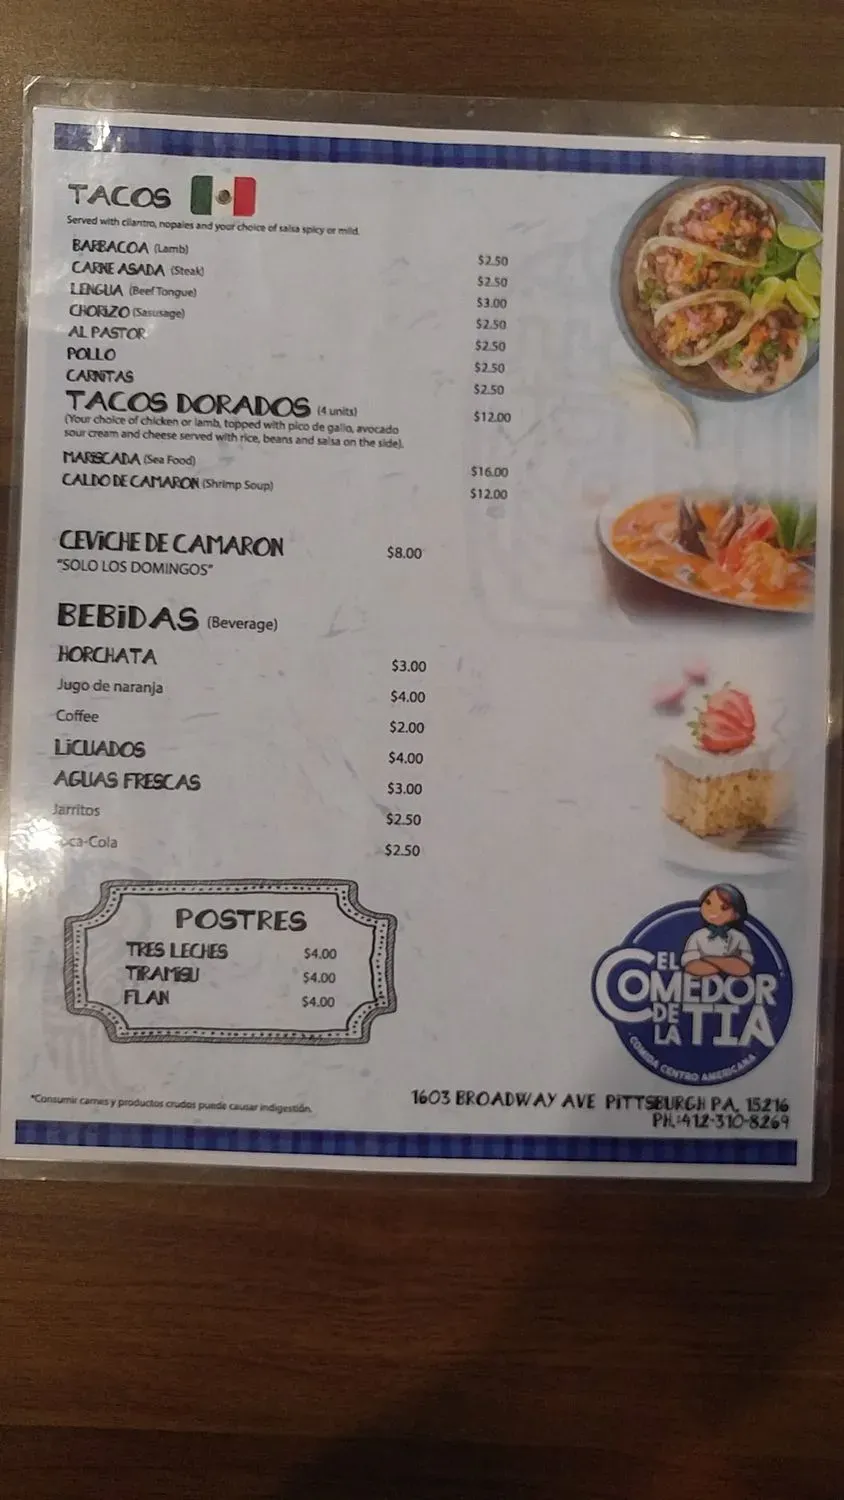 TACOS
Served with cilantro, nopales and your choice of salsa spicy or mild.
BARBACOA (Lamb) $2.50
CARNE ASADA (Steak) $2.50
LENGUA (Beef Tongue) $3.00
CHORIZO (Sasusage) $2.50
AL PASTOR $2.50
POLLO $2.50
CARNITAS $2.50
TACOS DORADOS (4 units) $12.00
(Your choice of chicken or lamb, topped with pico de gallo, avocado
sour cream and cheese served with rice, beans and salsa on the side).
MARISCADA (Sea Food) $16.00
CALDO DE CAMARON (Shrimp Soup) $12.00
CEVICHE DE CAMARON $8.00
"SOLO LOS DOMINGOS"
BEBIDAS (Beverage)
HORCHATA $3.00
Jugo de naranja $4.00
Coffee $2.00
LICUADOS $4.00
AGUAS FRESCAS $3.00
Jarritos $2.50
Coca-Cola $2.50
POSTRES
TRES LECHES $4.00
TIRAMISU $4.00
FLAN $4.00
EL
COMEDOR
DE
LA TIA
COMIDA CENTRO AMERICANA
*Consumir carnes y productos crudos puede causar indigestión.
1603 BROADWAY AVE PITTSBURGH PA, 15216
PH.:412-310-8269